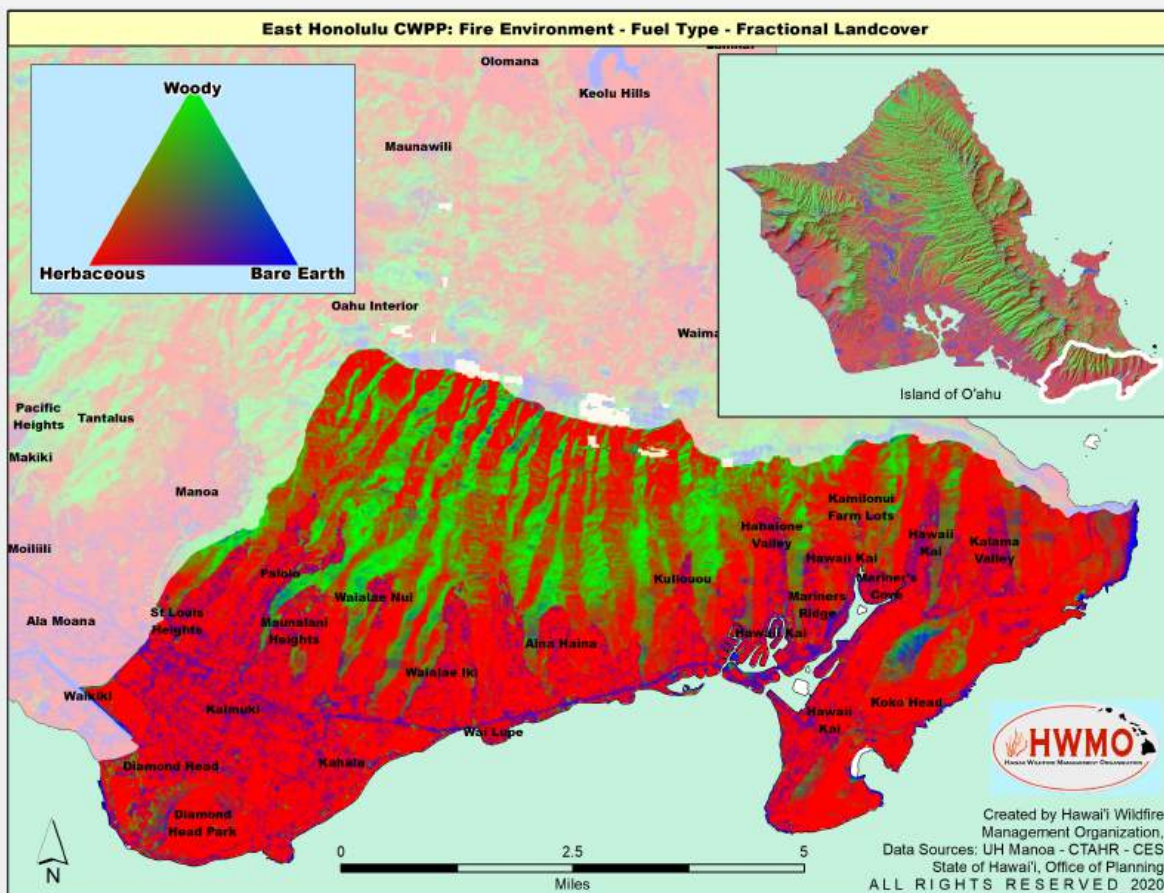 East Honolulu CWPP: Fire Environment - Fuel Type - Fractional Landcover
Olomana
Keolu Hills
Woody
Maunawili
Herbaceous
Bare Earth
Oahu Interior
Island of O'ahu
Pacific
Heights
Tantalus
Makiki
Manoa
Kamilonui
Farm Lots
Hahaione
Valley
Hawaii
Kai
Kalama
Valley
Moiliili
Hawaii Kai
Palolo
Kuliouou
Mariner's
Cove
Waialae Nui
Mariners
Ridge
St Louis
Heights
Ala Moana
Maunalani
Heights
Hawaii Kai
Aina Haina
Waialae Iki
Waikiki
Kaimuki
Koko Head
Hawaii
Kai
Wai Lupe
Diamond Head
Kahala
Diamond
Head Park
HWMO
HAWAII WILDFIRE MANAGEMENT ORGANIZATION
N
0
2.5
5
Miles
Created by Hawai'i Wildfire
Management Organization,
Data Sources: UH Manoa - CTAHR - CES
State of Hawai'i, Office of Planning
ALL RIGHTS RESERVED 2020